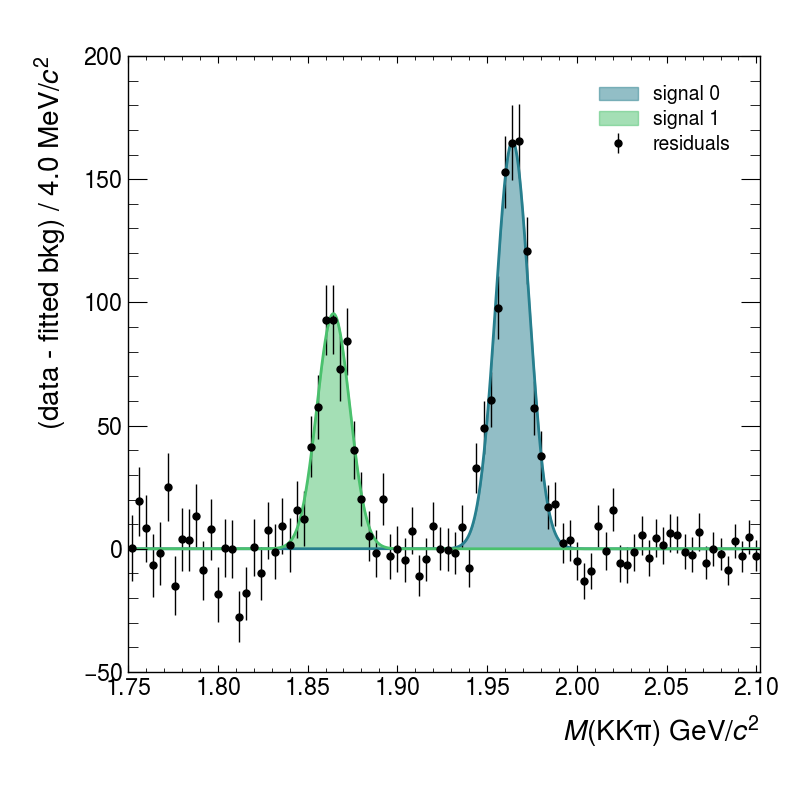 (data - fitted bkg) / 4.0 MeV/c²
200
150
100
50
0
−50
signal 0
signal 1
residuals
1.75 1.80 1.85 1.90 1.95 2.00 2.05 2.10
M(KKπ) GeV/c²